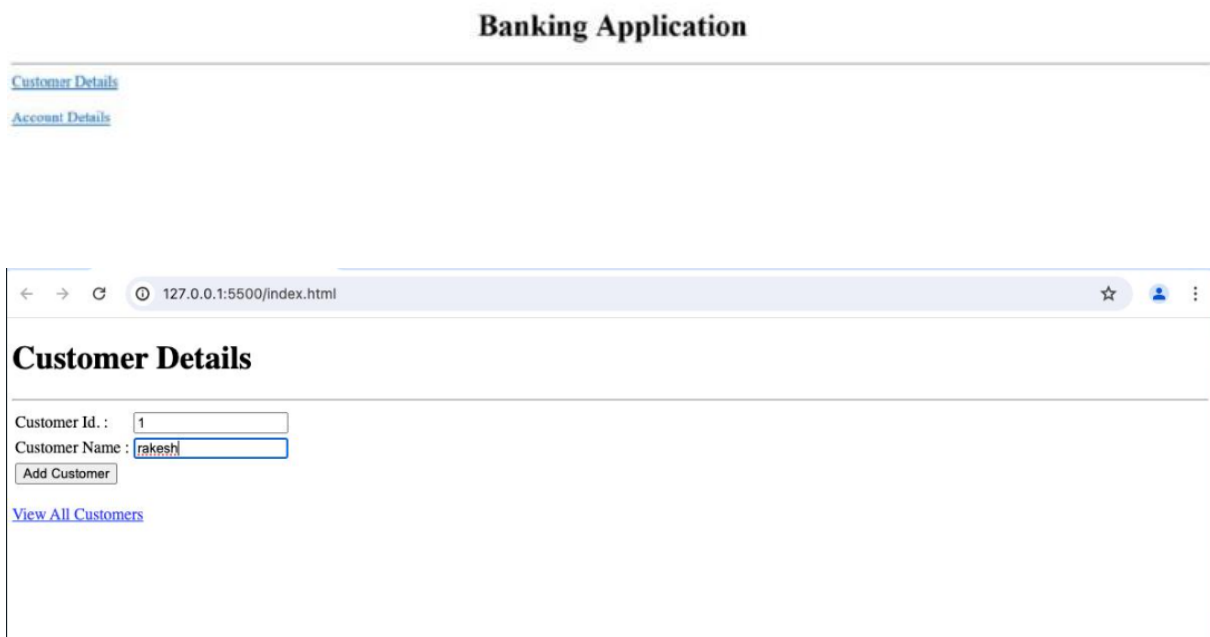 Banking Application
Customer Details
Account Details
127.0.0.1:5500/index.html
Customer Details
Customer Id. : 1
Customer Name : rakesh
Add Customer
View All Customers